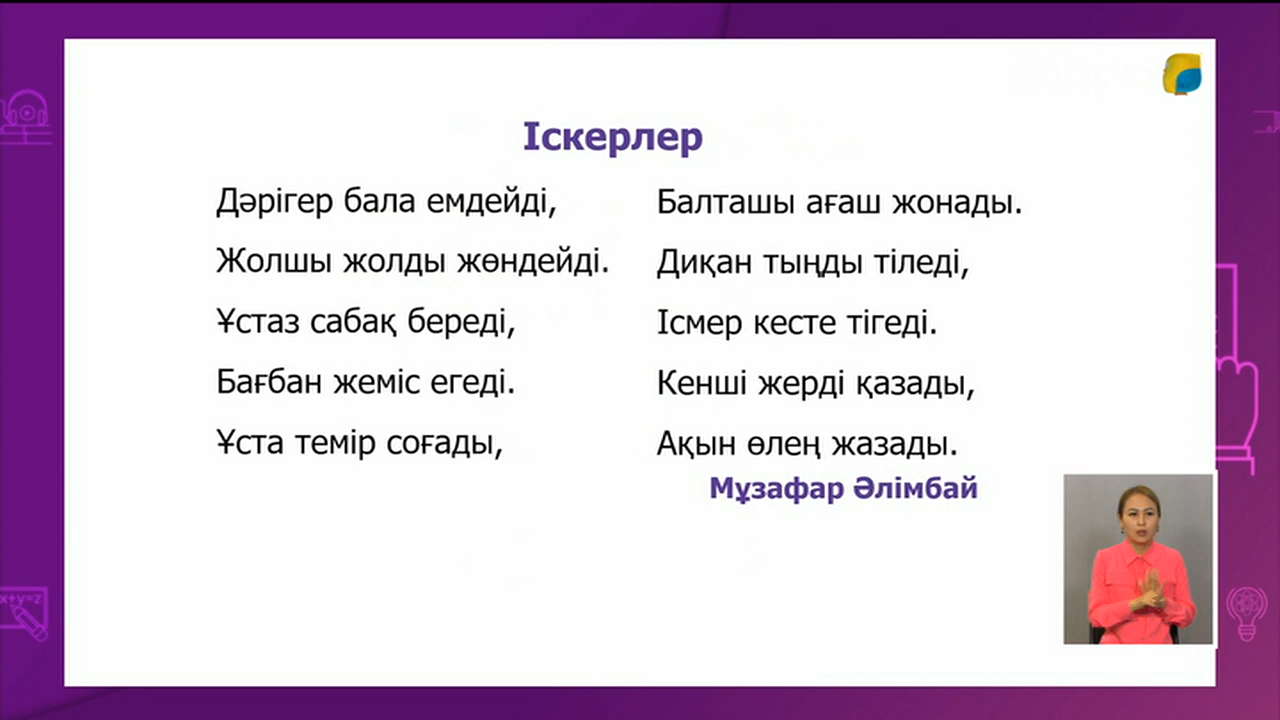 Іскерлер
Дәрігер бала емдейді,
Жолшы жолды жөндейді.
Ұстаз сабақ береді,
Бағбан жеміс егеді.
Ұста темір соғады,
Балташы ағаш жонады.
Диқан тыңды тіледі,
Ісмер кесте тігеді.
Кенші жерді қазады,
Ақын өлең жазады.
Мұзафар Әлімбай
x+y=z